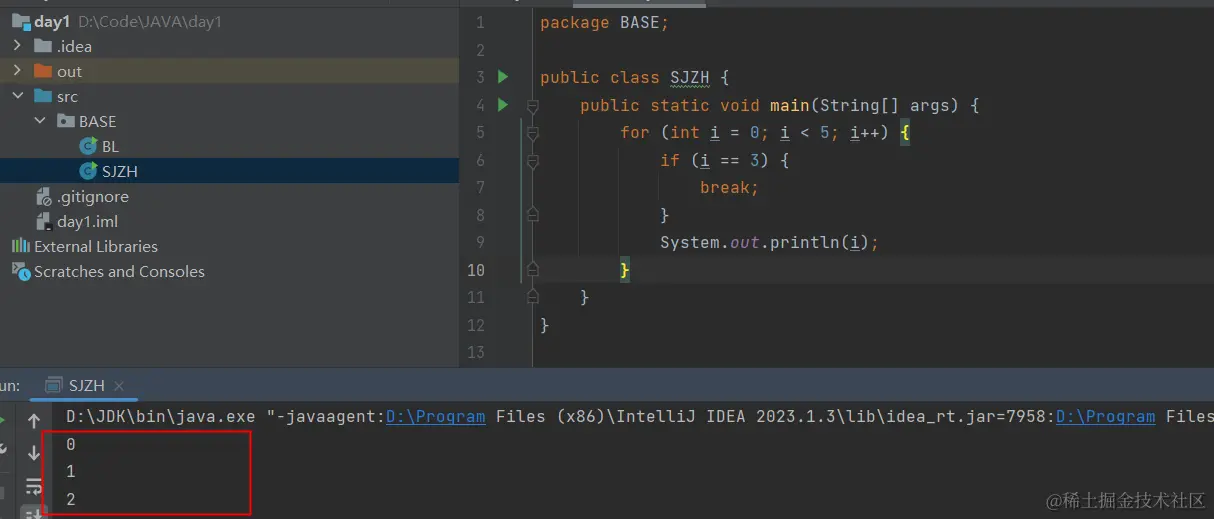 day1 D:\Code\JAVA\day1
.idea
out
src
BASE
BL
SJZH
.gitignore
day1.iml
External Libraries
Scratches and Consoles
1 package BASE;
2
3 public class SJZH {
4 public static void main(String[] args) {
5 for (int i = 0; i < 5; i++) {
6 if (i == 3) {
7 break;
8 }
9 System.out.println(i);
10 }
11 }
12 }
13
un: SJZH
D:\JDK\bin\java.exe "-javaagent:D:\Program Files (x86)\IntelliJ IDEA 2023.1.3\lib\idea_rt.jar=7958:D:\Program Files
0
1
2
@稀土掘金技术社区